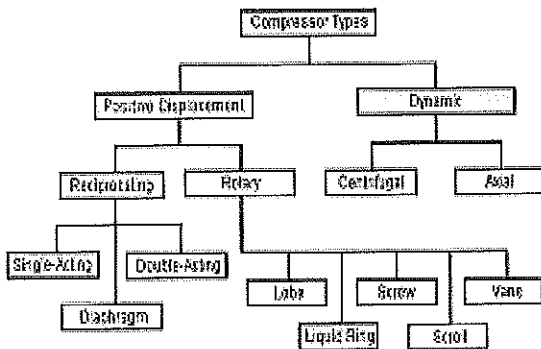 Compressor Types
Positive Displacement
Dynamic
Reciprocating
Rotary
Centrifugal
Axial
Single-Acting
Double-Acting
Lobe
Screw
Vane
Diaphragm
Liquid Ring
Scroll